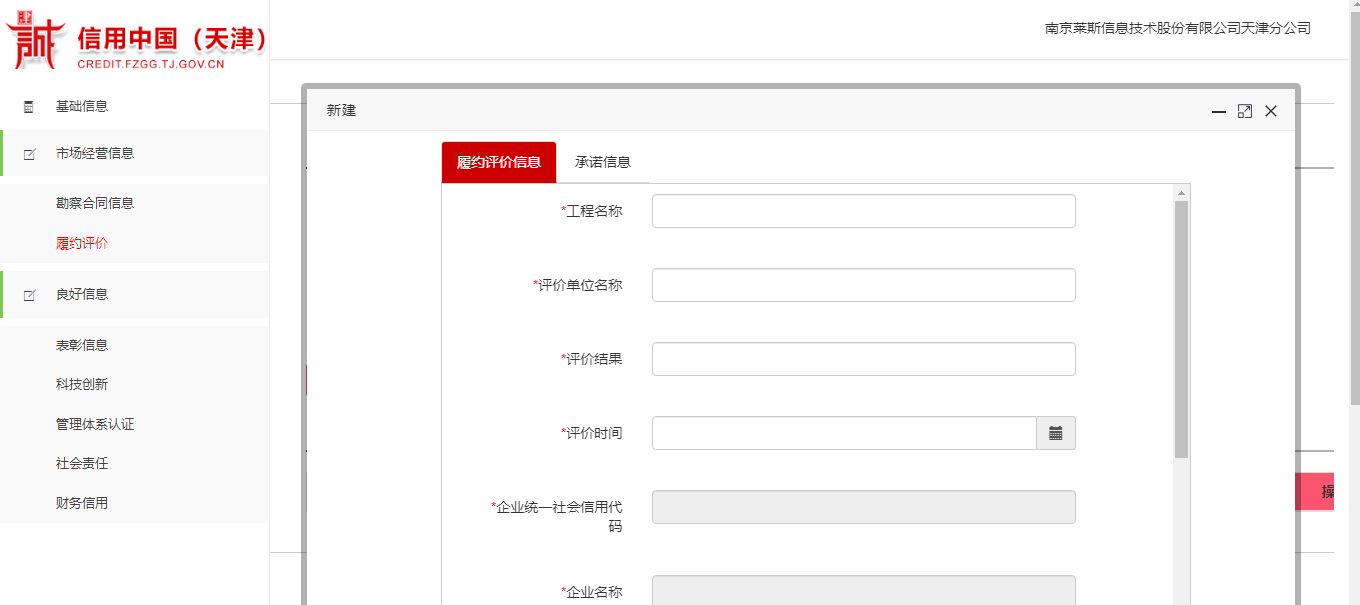 信用中国（天津）
CREDIT.FZGG.TJ.GOV.CN
南京莱斯信息技术股份有限公司天津分公司
基础信息
市场经营信息
勘察合同信息
履约评价
良好信息
表彰信息
科技创新
管理体系认证
社会责任
财务信用
新建
履约评价信息
承诺信息
*工程名称
*评价单位名称
*评价结果
*评价时间
*企业统一社会信用代
码
*企业名称